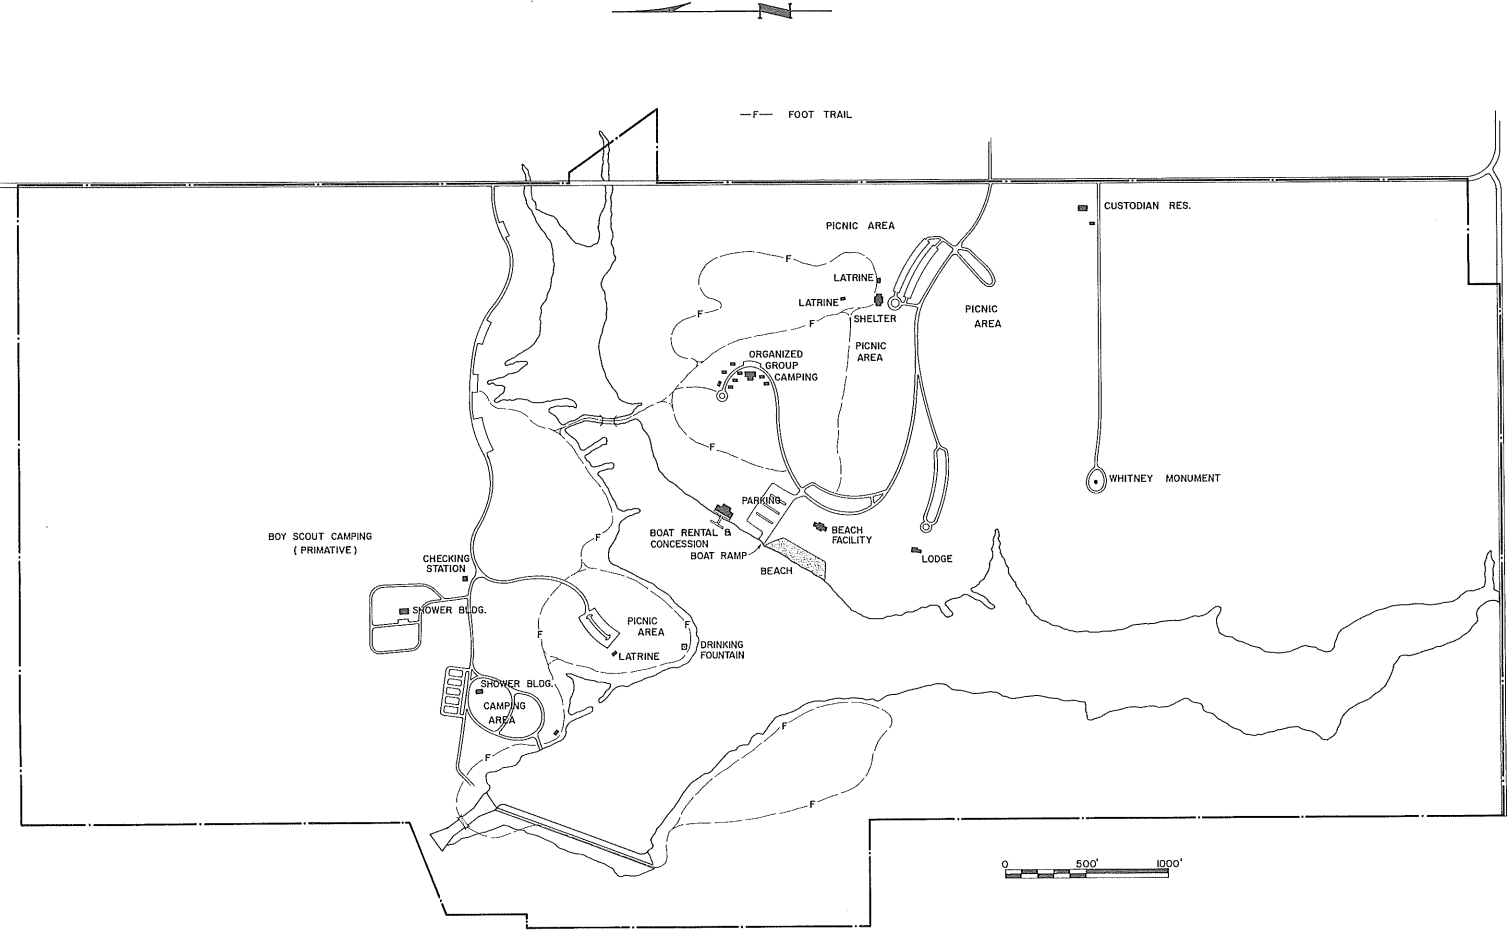 N
—F— FOOT TRAIL
CUSTODIAN RES.
PICNIC AREA
F
LATRINE
LATRINE
SHELTER
PICNIC
AREA
F
F
PICNIC
AREA
ORGANIZED
GROUP
CAMPING
F
WHITNEY MONUMENT
PARKING
BOAT RENTAL &
CONCESSION
BOAT RAMP
BEACH
FACILITY
BEACH
LODGE
BOY SCOUT CAMPING
( PRIMATIVE )
CHECKING
STATION
F
SHOWER BLDG.
PICNIC
AREA
F
F
LATRINE
DRINKING
FOUNTAIN
SHOWER BLDG.
CAMPING
AREA
F
F
F
0 500' 1000'